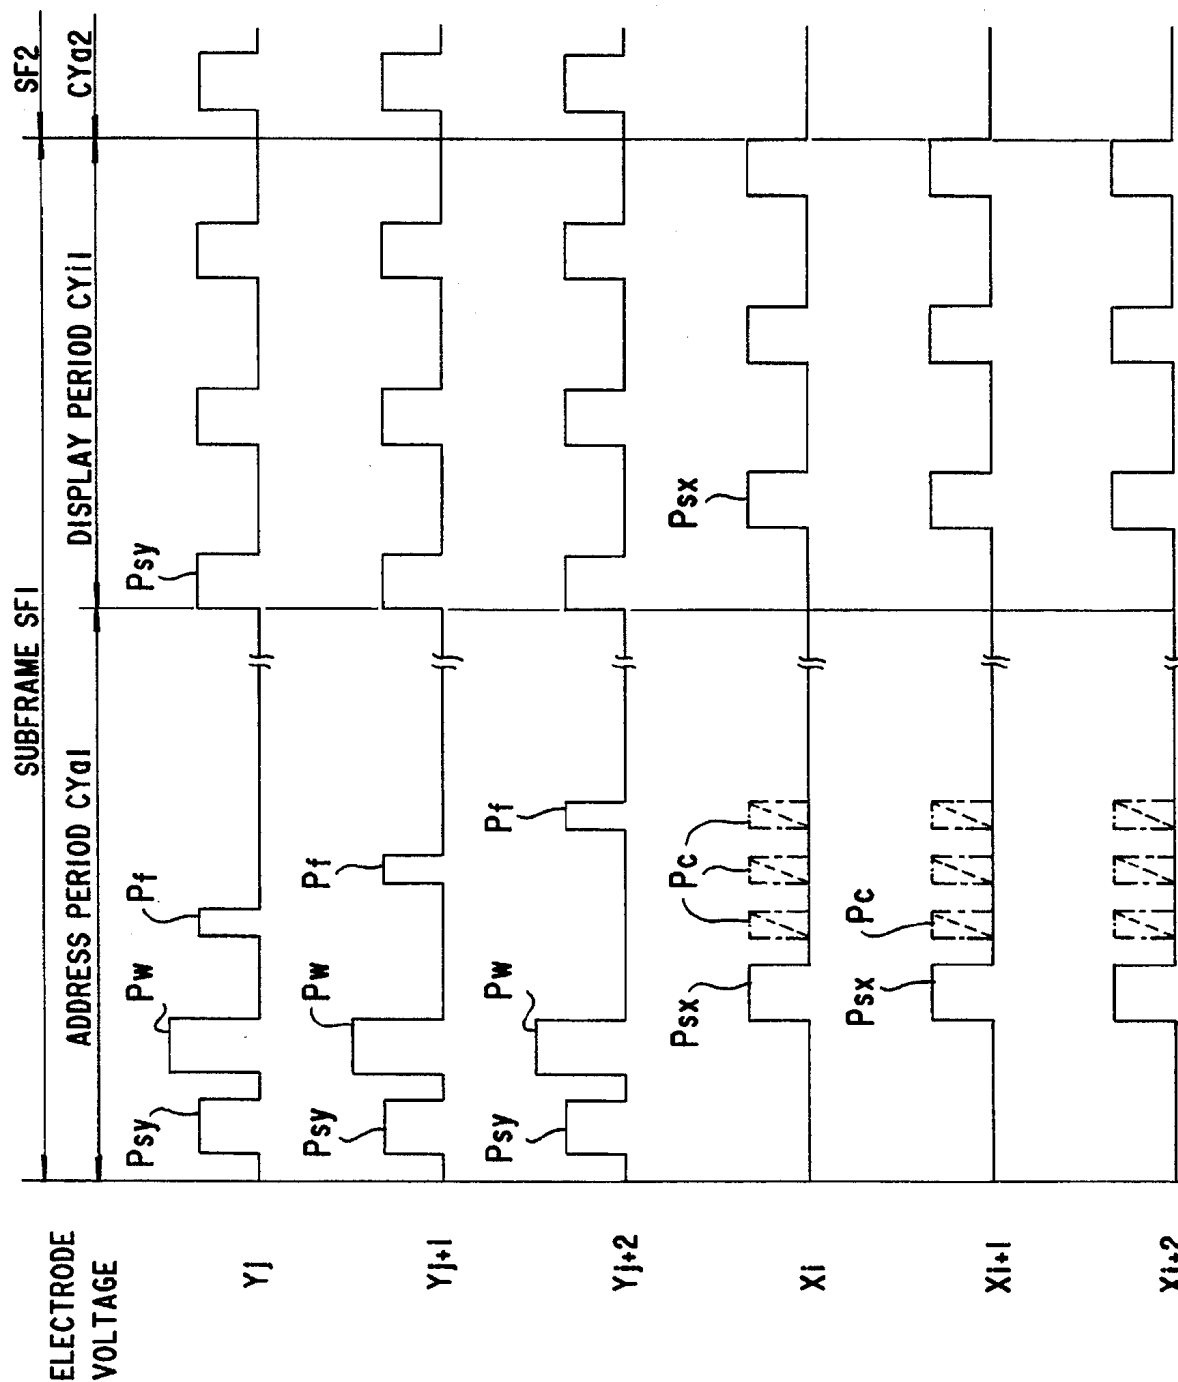 SUBFRAME SF1
SF2
ADDRESS PERIOD CYa1
DISPLAY PERIOD CYi1
CYa2
ELECTRODE
VOLTAGE
Yj
Psy
Pw
Pf
Psy
Yj+1
Psy
Pw
Pf
Yj+2
Psy
Pw
Pf
Xi
Psx
Pc
Psx
Xi+1
Psx
Pc
Xi+2